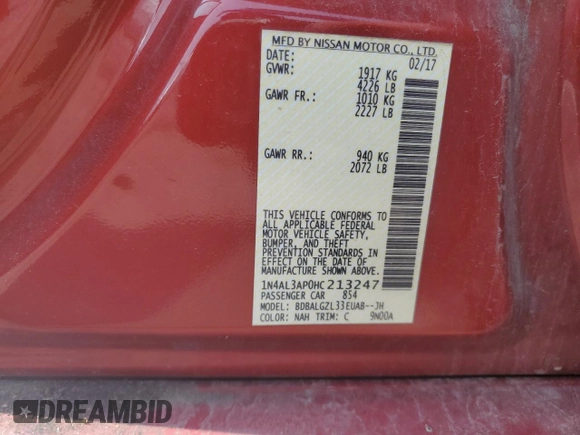 MFD BY NISSAN MOTOR CO., LTD.
DATE: 02/17
GVWR: 1917 KG
4226 LB
GAWR FR.: 1010 KG
2227 LB
GAWR RR.: 940 KG
2072 LB
THIS VEHICLE CONFORMS TO
ALL APPLICABLE FEDERAL
MOTOR VEHICLE SAFETY,
BUMPER, AND THEFT
PREVENTION STANDARDS
IN EFFECT ON THE DATE OF
MANUFACTURE SHOWN ABOVE.
1N4AL3AP0HC213247
PASSENGER CAR 854
MODEL: BDBALGZL33EUAB--JH
COLOR: NAH TRIM: C 9N00A
DREAMBID